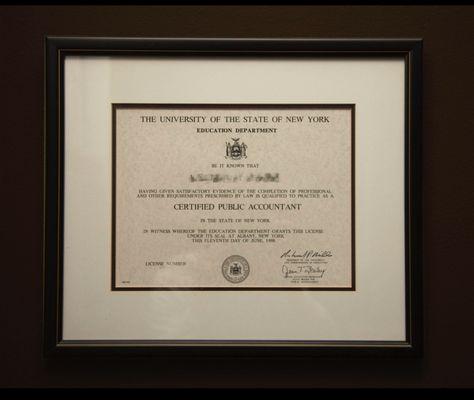 THE UNIVERSITY OF THE STATE OF NEW YORK
EDUCATION DEPARTMENT
BE IT KNOWN THAT
HAVING GIVEN SATISFACTORY EVIDENCE OF THE COMPLETION OF PROFESSIONAL
AND OTHER REQUIREMENTS PRESCRIBED BY LAW IS QUALIFIED TO PRACTICE AS A
CERTIFIED PUBLIC ACCOUNTANT
IN THE STATE OF NEW YORK
IN WITNESS WHEREOF THE EDUCATION DEPARTMENT GRANTS THIS LICENSE
UNDER ITS SEAL AT ALBANY, NEW YORK
THIS ELEVENTH DAY OF JUNE, 1998.
LICENSE NUMBER